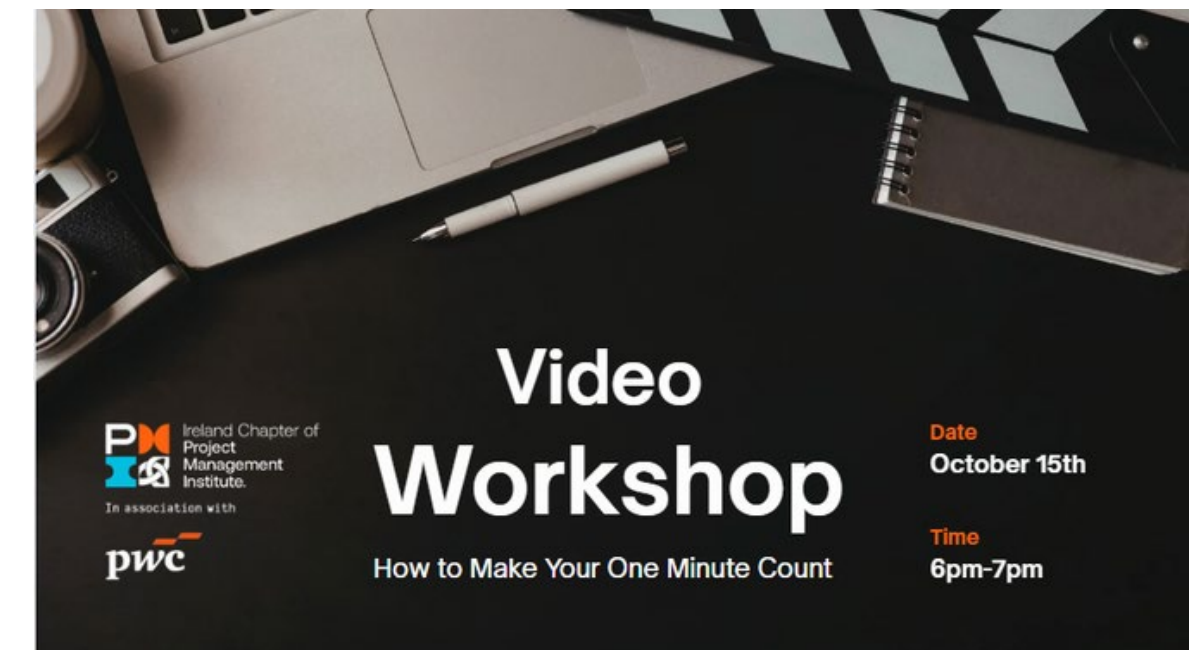 Video
Workshop
How to Make Your One Minute Count
PM
I
Ireland Chapter of
Project
Management
Institute.
In association with
pwc
Date
October 15th
Time
6pm-7pm